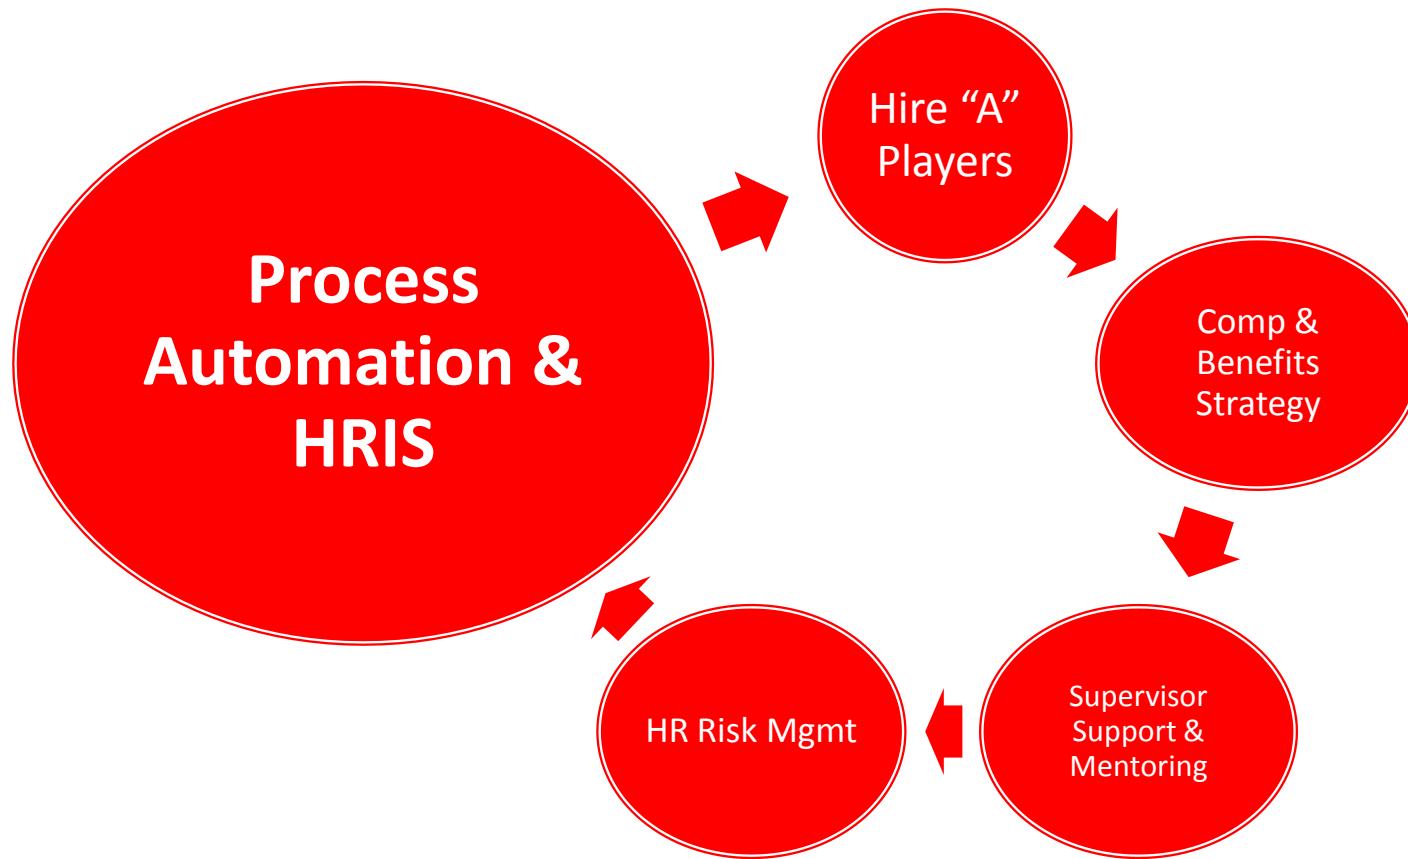 Process
Automation &
HRIS
Hire “A”
Players
Comp &
Benefits
Strategy
Supervisor
Support &
Mentoring
HR Risk Mgmt